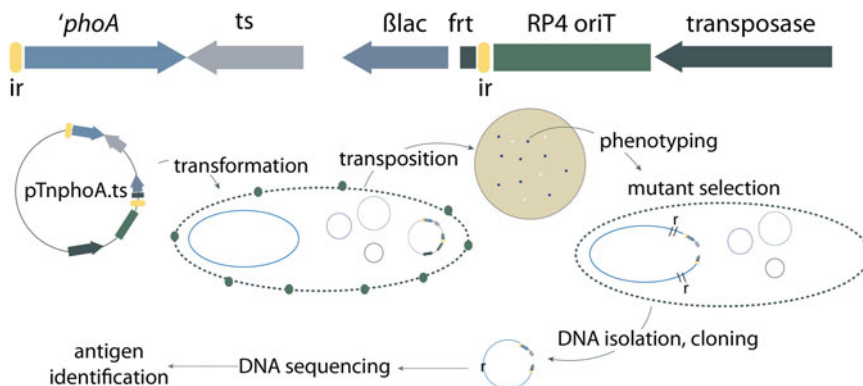 'phoA ts ßlac frt RP4 oriT transposase
ir ir
pTnphoA.ts
transformation
transposition
phenotyping
mutant selection
r
r
DNA isolation, cloning
r
DNA sequencing
antigen
identification